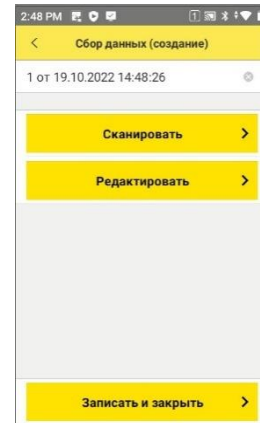 2:48 PM
Сбор данных (создание)
1 от 19.10.2022 14:48:26
Сканировать
Редактировать
Записать и закрыть